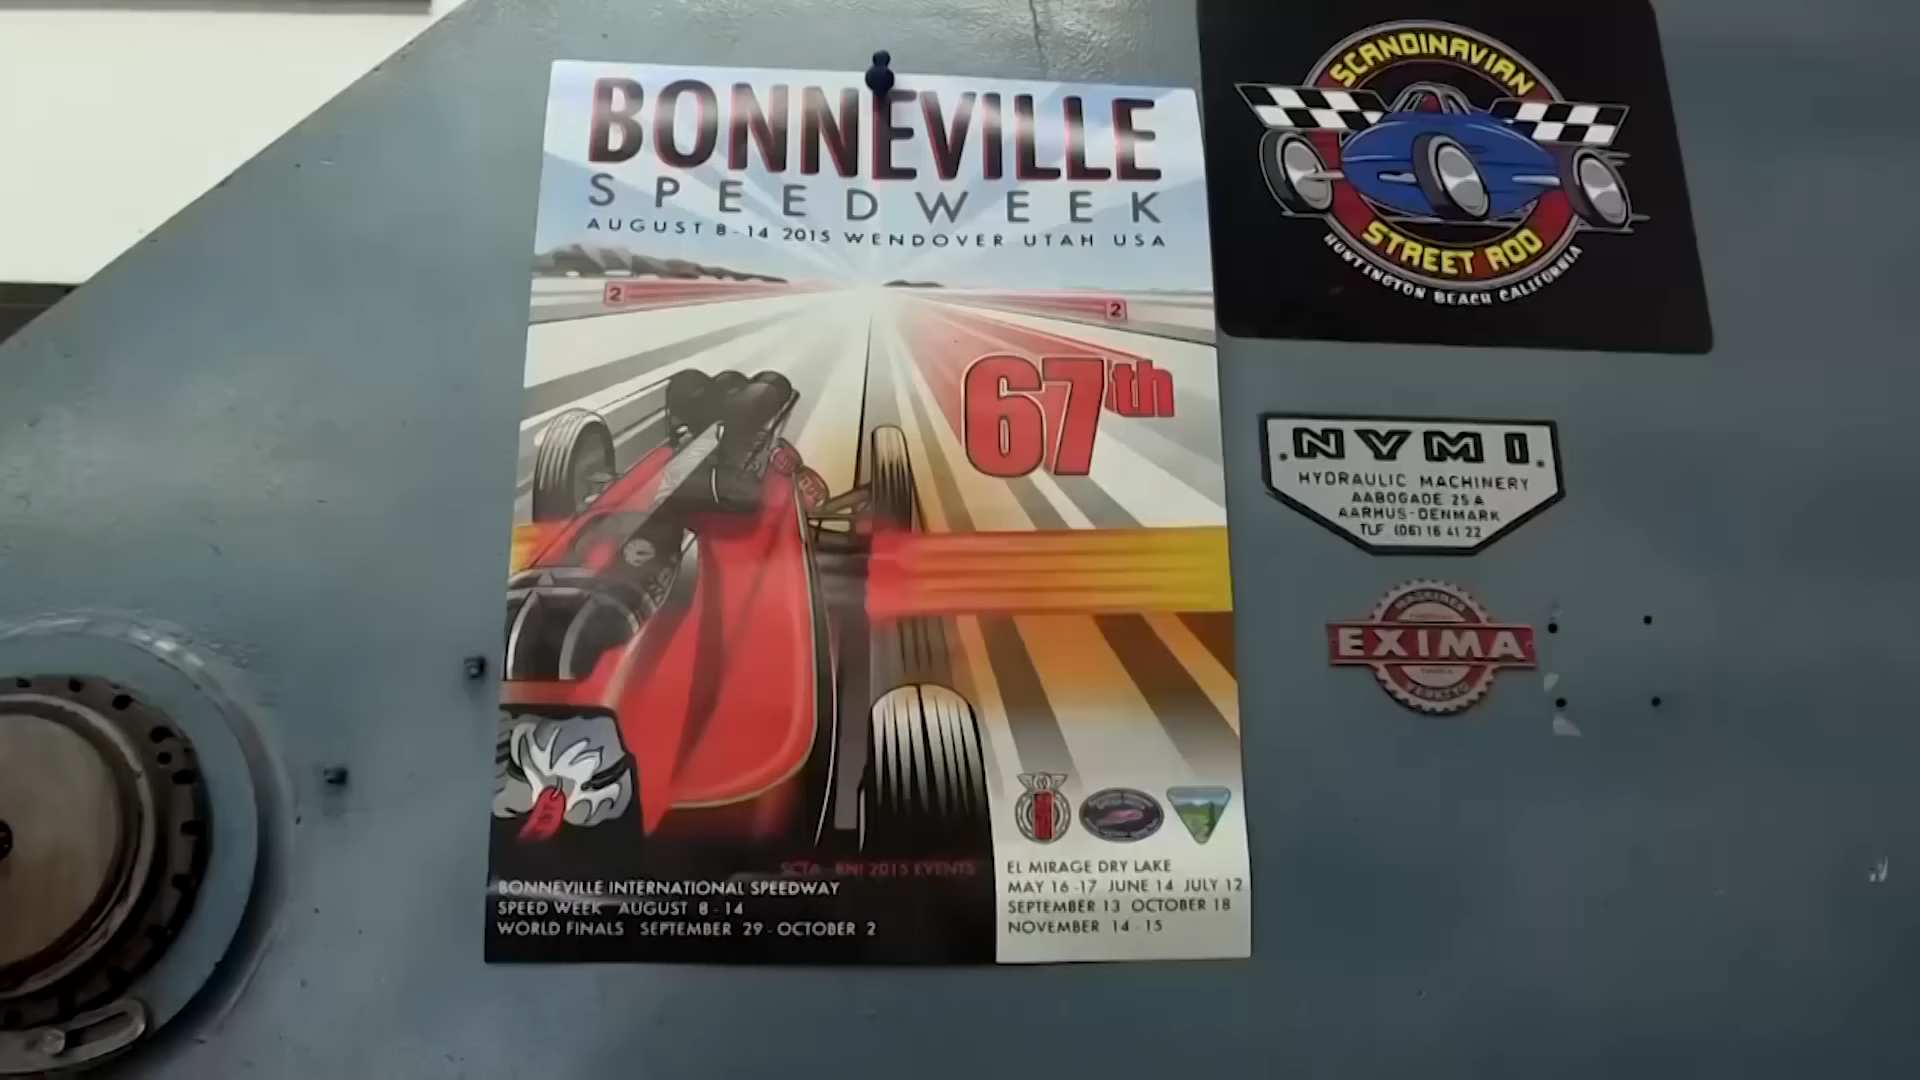 BONNEVILLE
SPEEDWEEK
AUGUST 8-14 2015 WENDOVER UTAH USA
2
2
67th
SCTA - BNI 2015 EVENTS
BONNEVILLE INTERNATIONAL SPEEDWAY
SPEED WEEK AUGUST 8 - 14
WORLD FINALS SEPTEMBER 29 - OCTOBER 2
EL MIRAGE DRY LAKE
MAY 16-17 JUNE 14 JULY 12
SEPTEMBER 13 OCTOBER 18
NOVEMBER 14 - 15
SCANDINAVIAN
STREET ROD
HUNTINGTON BEACH CALIFORNIA
NYMI
HYDRAULIC MACHINERY
AABOGADE 25 A
AARHUS-DENMARK
TLF (06) 16 41 22
EXIMA